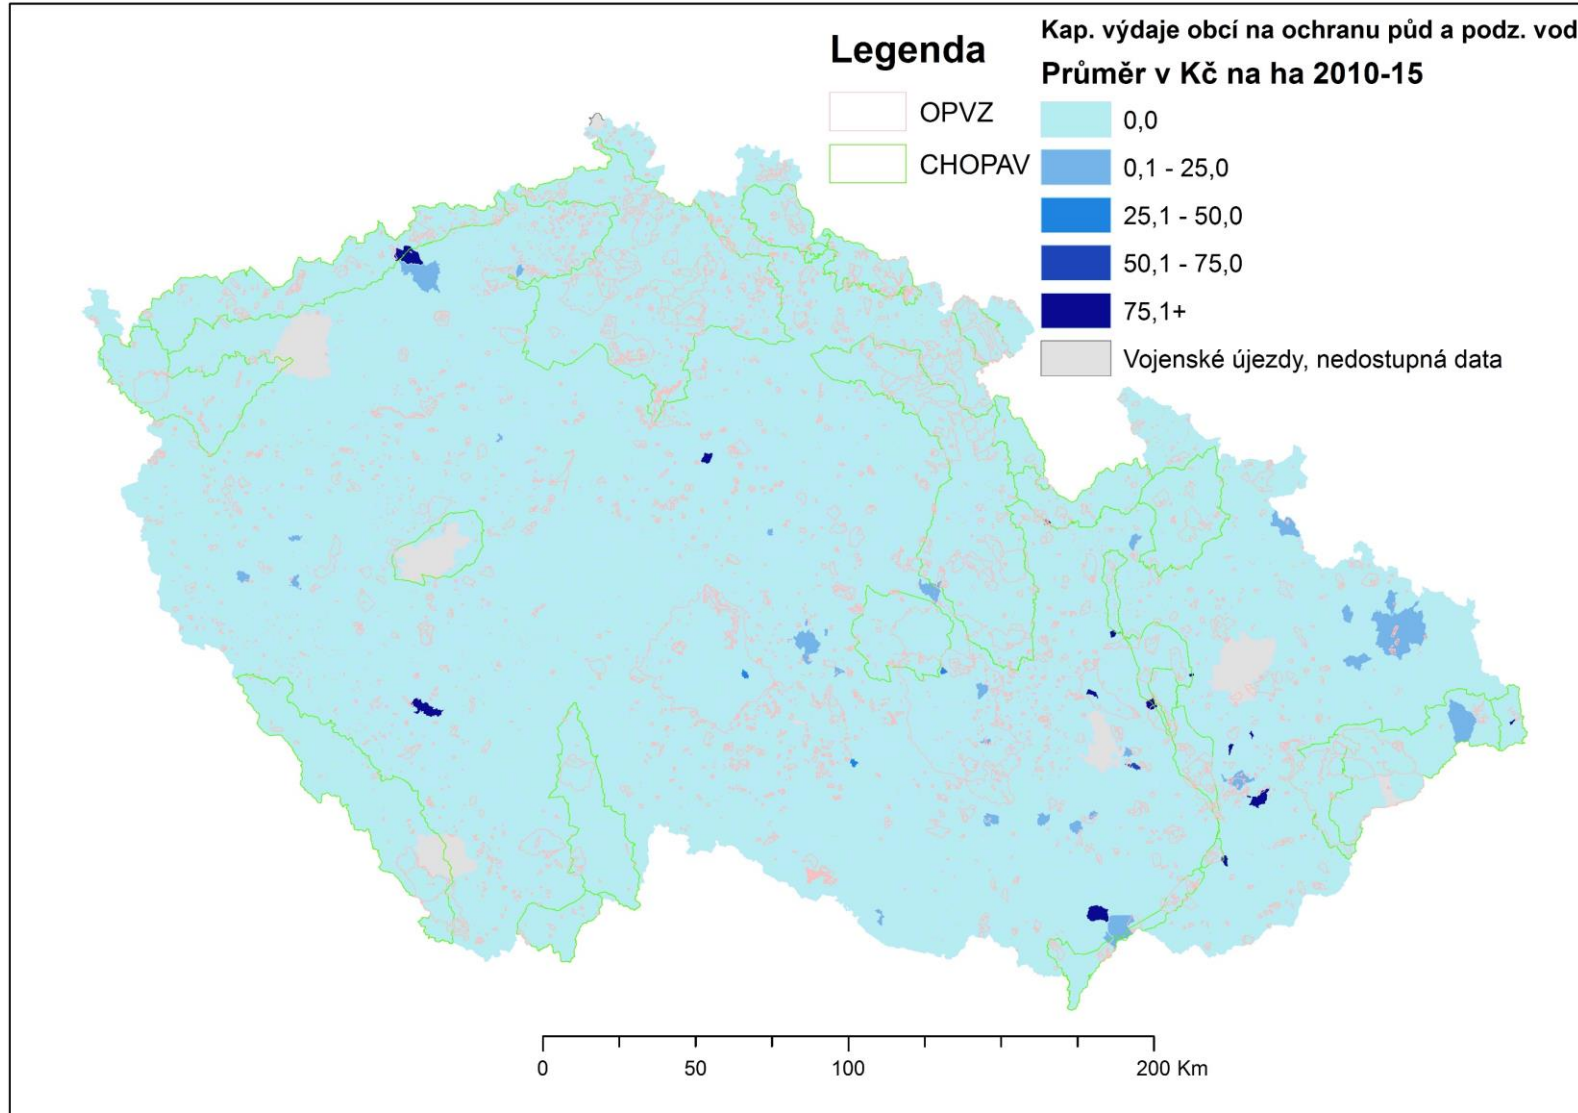 Legenda
OPVZ
CHOPAV
Kap. výdaje obcí na ochranu půd a podz. vod
Průměr v Kč na ha 2010-15
0,0
0,1 - 25,0
25,1 - 50,0
50,1 - 75,0
75,1+
Vojenské újezdy, nedostupná data
0 50 100 200 Km